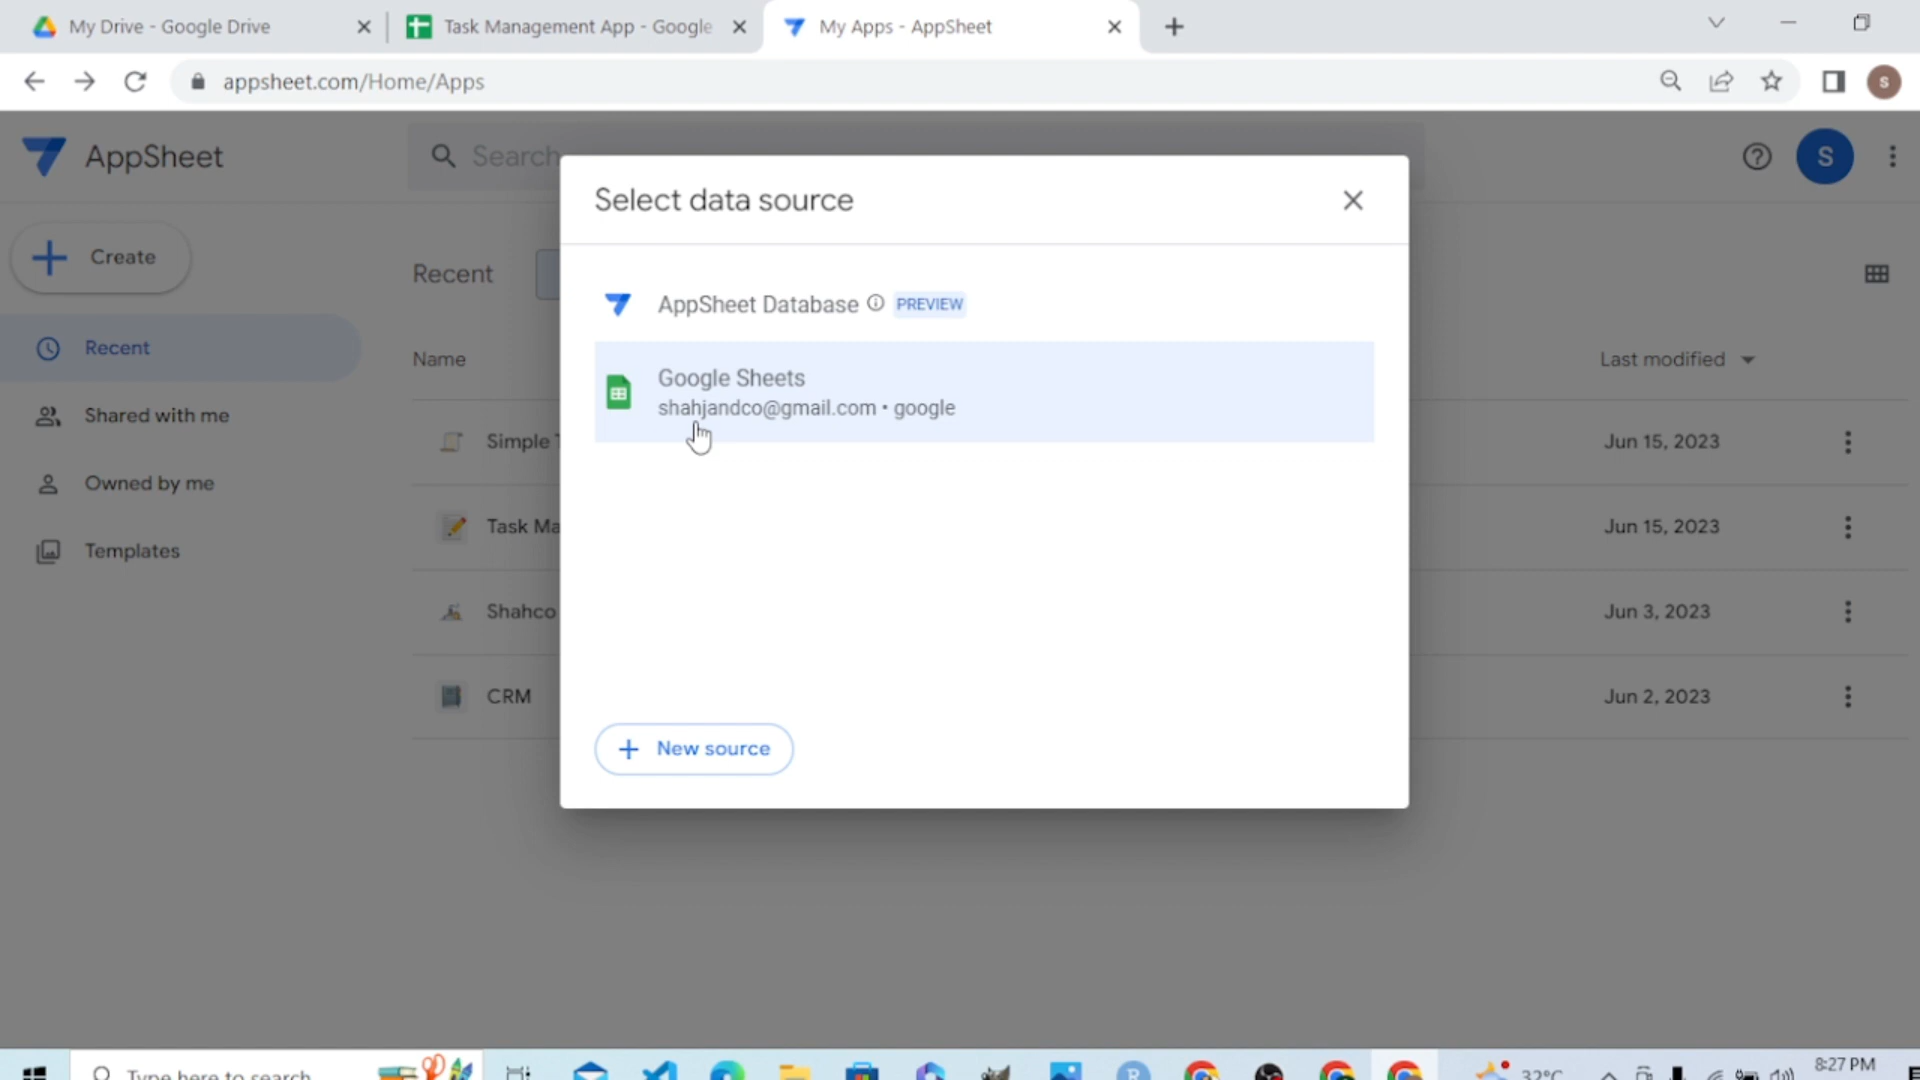 My Drive - Google Drive
Task Management App - Google
My Apps - AppSheet
appsheet.com/Home/Apps
S
AppSheet
Search
S
Select data source
Create
Recent
AppSheet Database PREVIEW
Recent
Name
Last modified
Google Sheets
shahjandco@gmail.com • google
Shared with me
Simple
Jun 15, 2023
Owned by me
Task Ma
Jun 15, 2023
Templates
Shahco
Jun 3, 2023
CRM
Jun 2, 2023
New source
Type here to search
32°C
8:27 PM